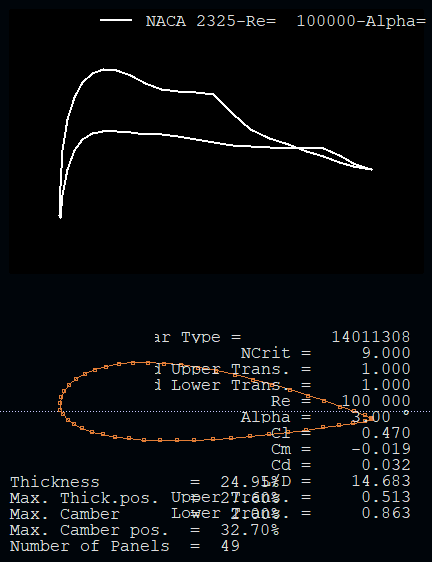 NACA 2325-Re=  100000-Alpha=
ar Type = 14011308
NCrit = 9.000
d Upper Trans. = 1.000
d Lower Trans. = 1.000
Re = 100 000
Alpha = 3.00 °
Cl = 0.470
Cm = -0.019
Cd = 0.032
Thickness = 24.95% L/D = 14.683
Max. Thick.pos. = 27.60% Upper Trans. = 0.513
Max. Camber = 2.00% Lower Trans. = 0.863
Max. Camber pos. = 32.70%
Number of Panels = 49